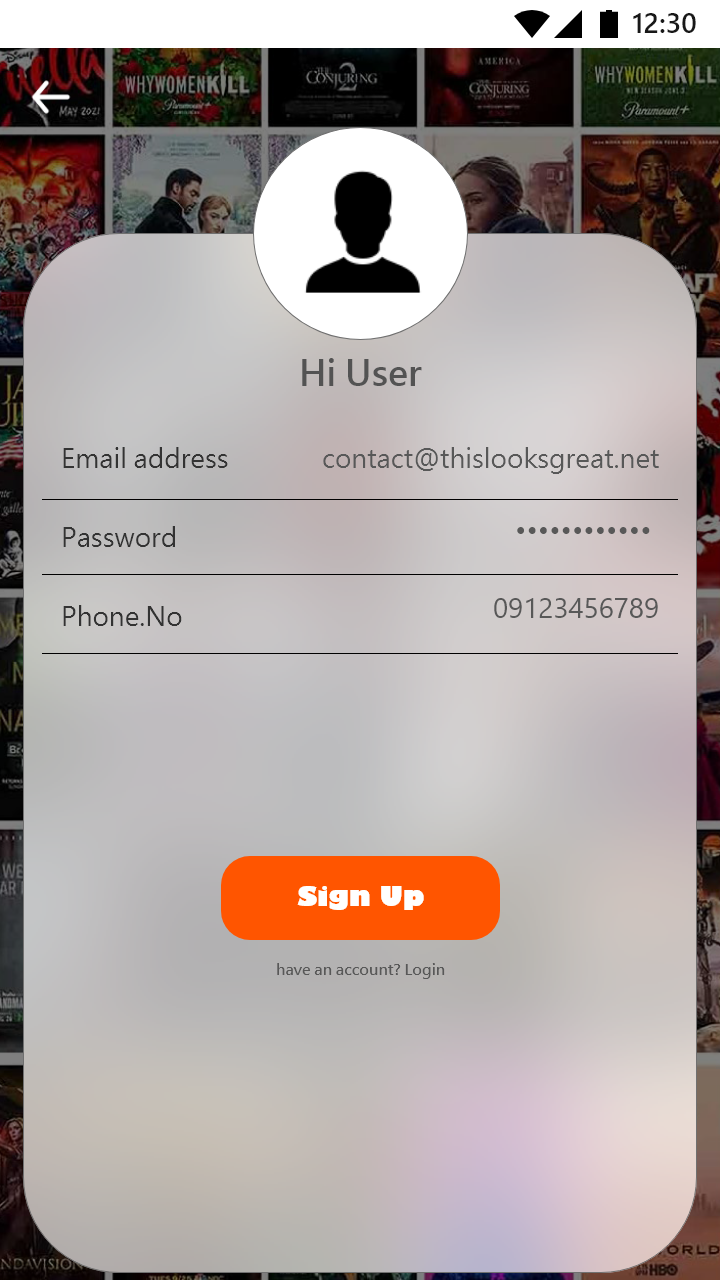 12:30
MAY 2021
WHYWOMENKILL
Paramount+
THE
CONJURING
2
AMERICA
THE
CONJURING
WHYWOMENKILL
NEW SEASON JUNE 3
Paramount+
Hi User
Email address
contact@thislooksgreat.net
Password
••••••••••••
Phone.No
09123456789
Sign Up
have an account? Login
NDAVISION
ORLD
HBO